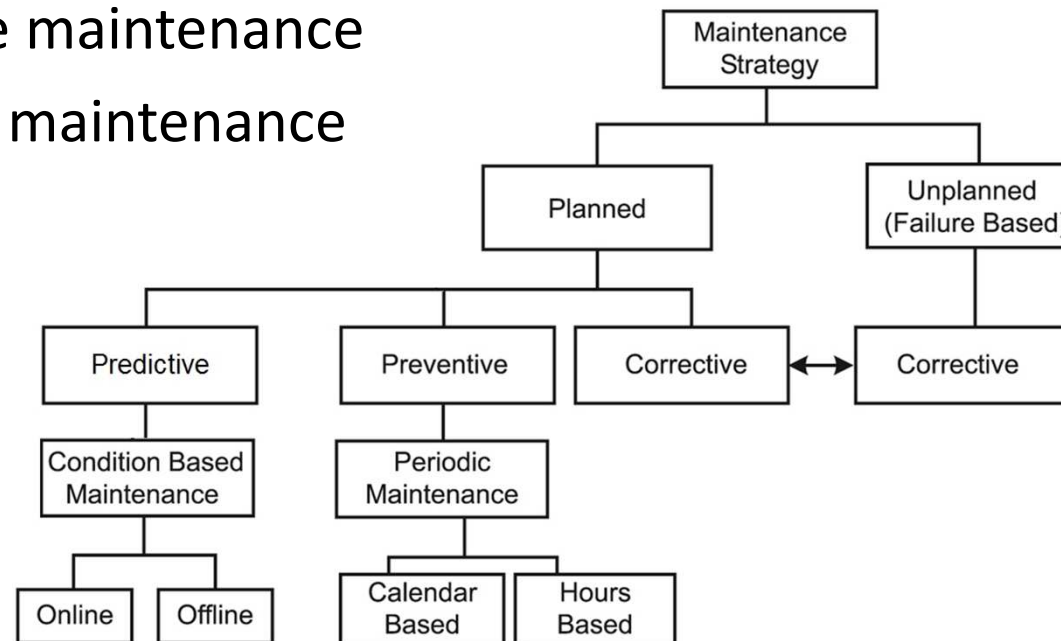 e maintenance
maintenance
Maintenance
Strategy
Planned
Unplanned
(Failure Based)
Predictive
Preventive
Corrective
Corrective
Condition Based
Maintenance
Periodic
Maintenance
Online
Offline
Calendar
Based
Hours
Based